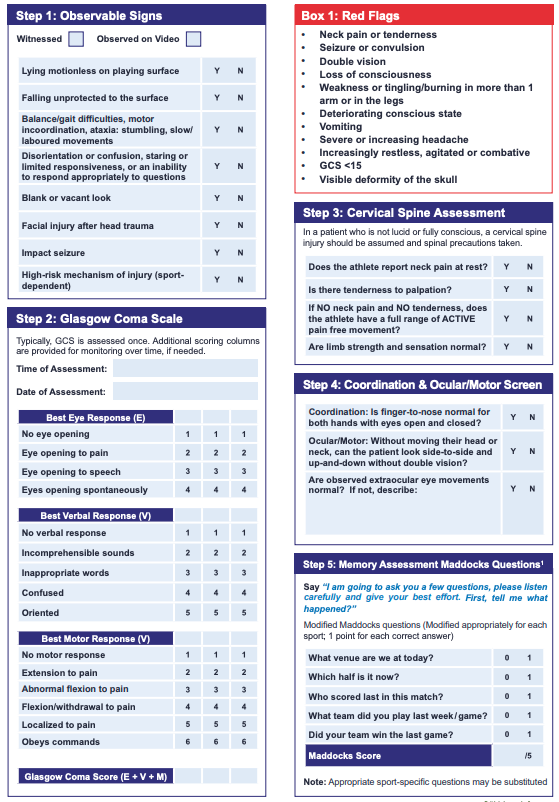 Step 1: Observable Signs
Witnessed Observed on Video
Lying motionless on playing surface Y N
Falling unprotected to the surface Y N
Balance/gait difficulties, motor
incoordination, ataxia: stumbling, slow/
laboured movements
Y N
Disorientation or confusion, staring or
limited responsiveness, or an inability
to respond appropriately to questions
Y N
Blank or vacant look Y N
Facial injury after head trauma Y N
Impact seizure Y N
High-risk mechanism of injury (sport-
dependent)
Y N
Step 2: Glasgow Coma Scale
Typically, GCS is assessed once. Additional scoring columns
are provided for monitoring over time, if needed.
Time of Assessment:
Date of Assessment:
Best Eye Response (E)
No eye opening 1 1 1
Eye opening to pain 2 2 2
Eye opening to speech 3 3 3
Eyes opening spontaneously 4 4 4
Best Verbal Response (V)
No verbal response 1 1 1
Incomprehensible sounds 2 2 2
Inappropriate words 3 3 3
Confused 4 4 4
Oriented 5 5 5
Best Motor Response (V)
No motor response 1 1 1
Extension to pain 2 2 2
Abnormal flexion to pain 3 3 3
Flexion/withdrawal to pain 4 4 4
Localized to pain 5 5 5
Obeys commands 6 6 6
Glasgow Coma Score (E + V + M)
Box 1: Red Flags
• Neck pain or tenderness
• Seizure or convulsion
• Double vision
• Loss of consciousness
• Weakness or tingling/burning in more than 1
arm or in the legs
• Deteriorating conscious state
• Vomiting
• Severe or increasing headache
• Increasingly restless, agitated or combative
• GCS <15
• Visible deformity of the skull
Step 3: Cervical Spine Assessment
In a patient who is not lucid or fully conscious, a cervical spine
injury should be assumed and spinal precautions taken.
Does the athlete report neck pain at rest? Y N
Is there tenderness to palpation? Y N
If NO neck pain and NO tenderness, does
the athlete have a full range of ACTIVE
pain free movement?
Y N
Are limb strength and sensation normal? Y N
Step 4: Coordination & Ocular/Motor Screen
Coordination: Is finger-to-nose normal for
both hands with eyes open and closed?
Y N
Ocular/Motor: Without moving their head or
neck, can the patient look side-to-side and
up-and-down without double vision?
Y N
Are observed extraocular eye movements
normal? If not, describe:
Y N
Step 5: Memory Assessment Maddocks Questions¹
Say "I am going to ask you a few questions, please listen
carefully and give your best effort. First, tell me what
happened?"
Modified Maddocks questions (Modified appropriately for each
sport; 1 point for each correct answer)
What venue are we at today? 0 1
Which half is it now? 0 1
Who scored last in this match? 0 1
What team did you play last week/game? 0 1
Did your team win the last game? 0 1
Maddocks Score /5
Note: Appropriate sport-specific questions may be substituted